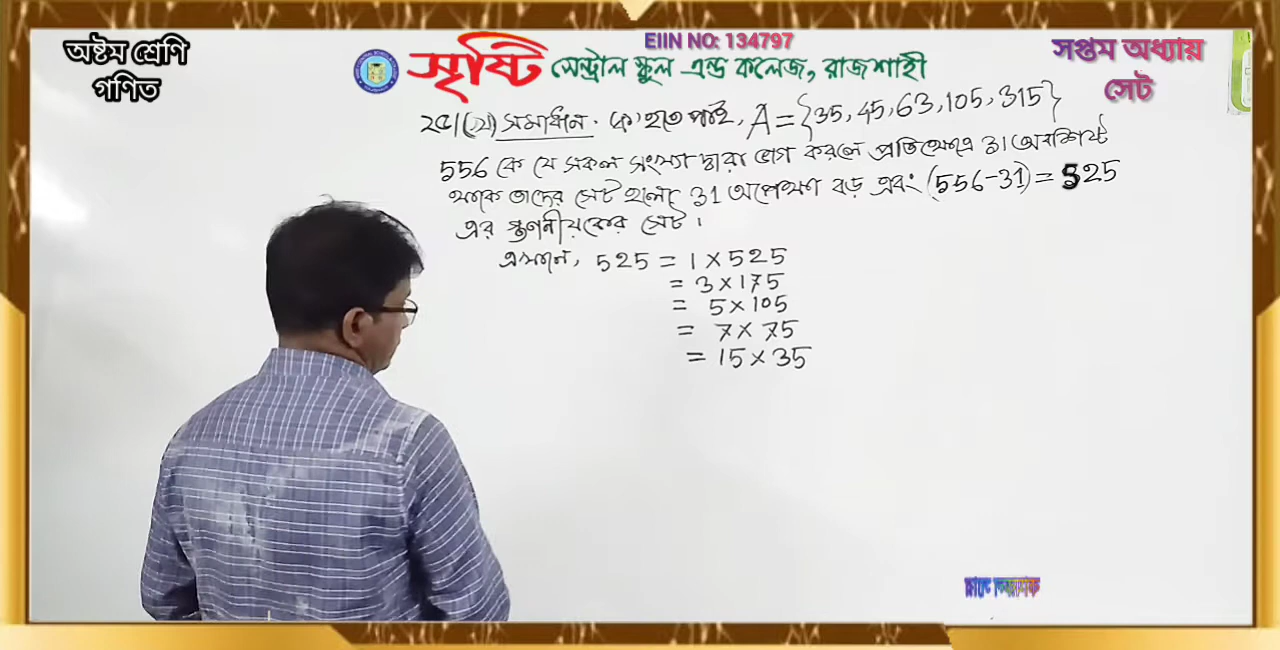 অষ্টম শ্রেণি
গণিত
EIIN NO: 134797
সৃষ্টি সেন্ট্রাল স্কুল এন্ড কলেজ, রাজশাহী
সপ্তম অধ্যায়
সেট
সমাধান. 'ক' হতে পাই, A = {35, 45, 63, 105, 315}
556 কে যে সকল সংখ্যা দ্বারা ভাগ করলে প্রতিক্ষেত্রে 31 অবশিষ্ট
থাকে তাদের সেট হলো 31 অপেক্ষা বড় এবং (556-31) = 525
এর গুণনীয়কের সেট।
এখানে, 525 = 1 × 525
= 3 × 175
= 5 × 105
= 7 × 75
= 15 × 35